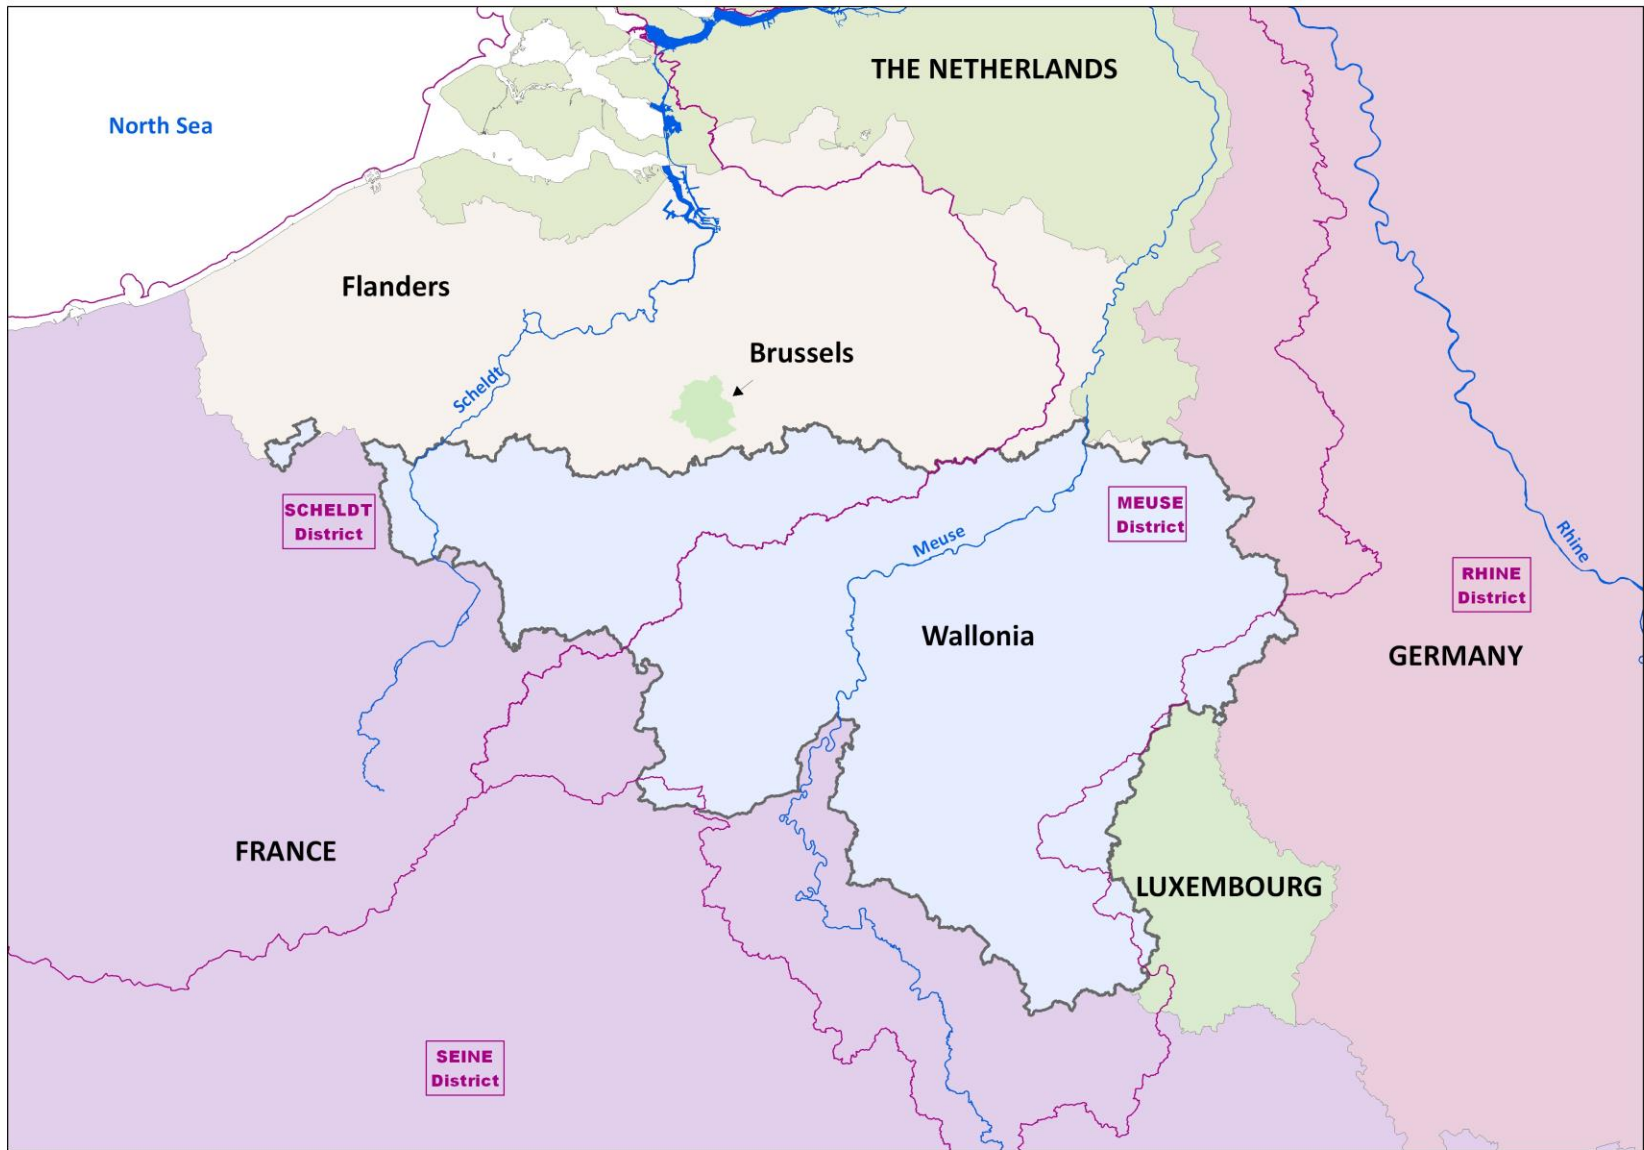 THE NETHERLANDS
North Sea
Flanders
Brussels
Scheldt
SCHELDT
District
MEUSE
District
Meuse
Rhine
RHINE
District
Wallonia
GERMANY
FRANCE
LUXEMBOURG
SEINE
District